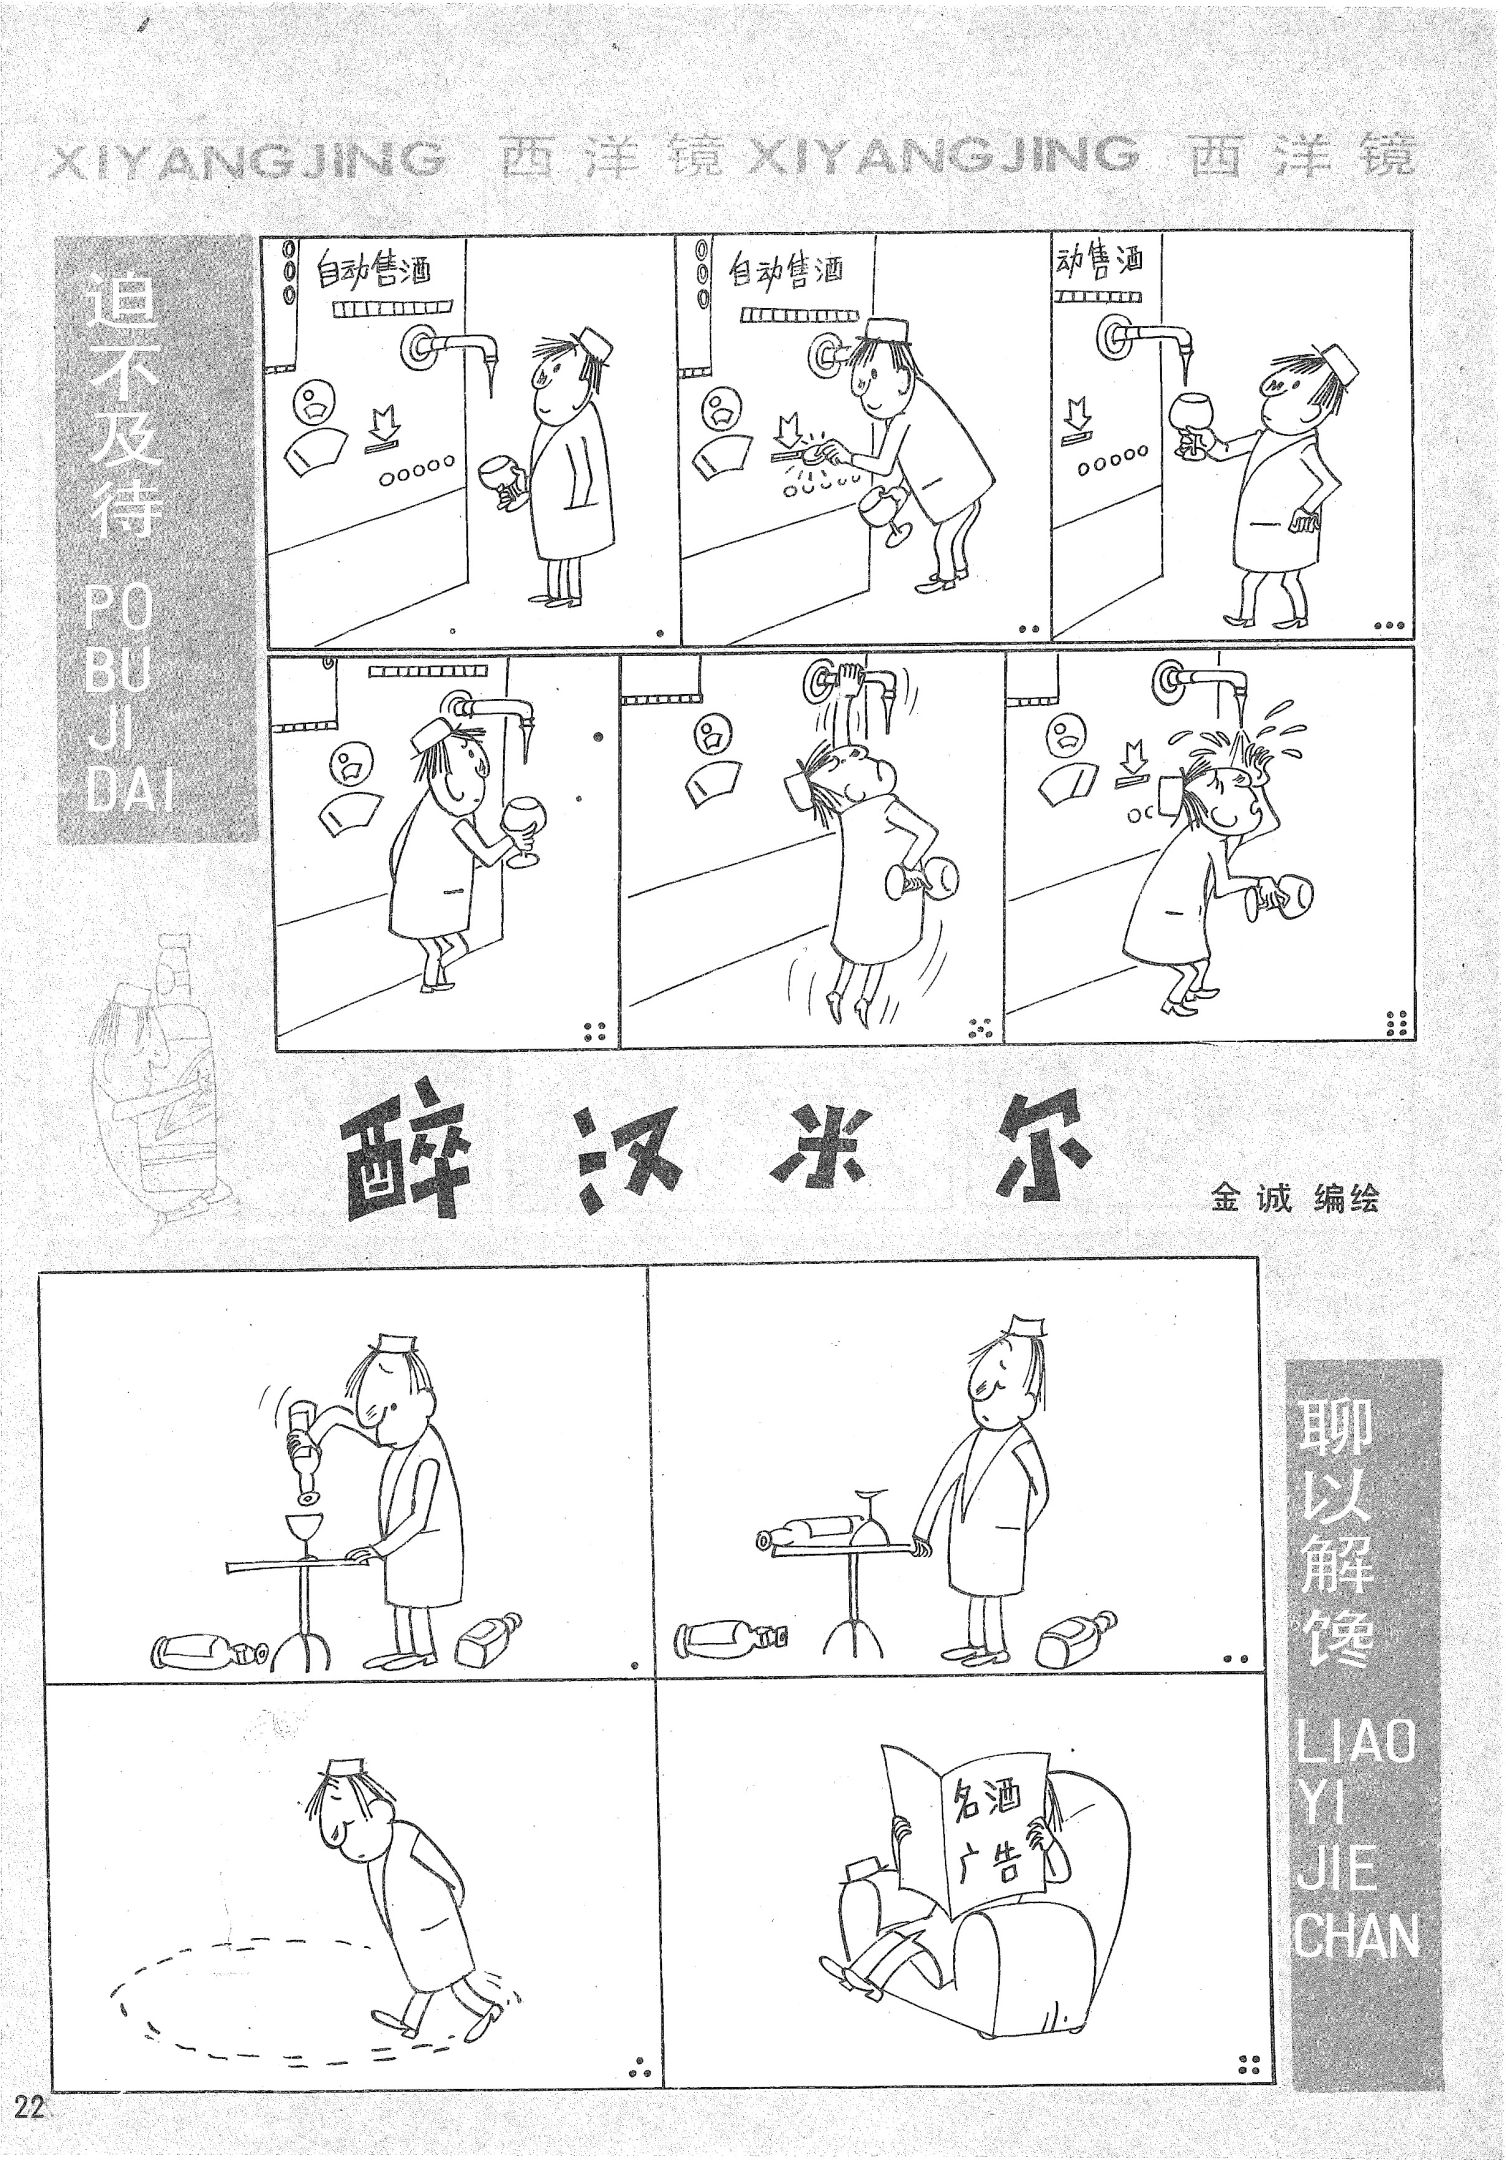 XIYANGJING 西洋镜 XIYANGJING 西洋镜
迫不及待
PO
BU
JI
DAI
自动售酒
自动售酒
动售酒
醉汉米尔
金诚 编绘
聊以解馋
LIAO
YI
JIE
CHAN
名酒
广告
22